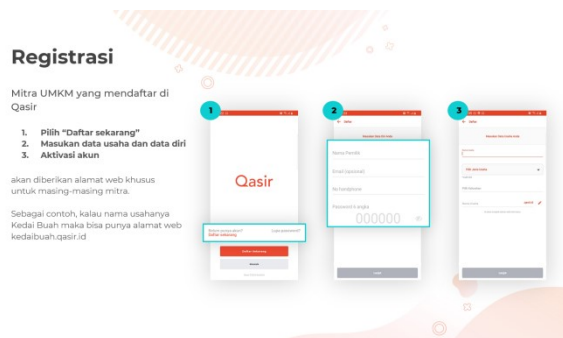 Registrasi
Mitra UMKM yang mendaftar di
Qasir
1. Pilih “Daftar sekarang”
2. Masukan data usaha dan data diri
3. Aktivasi akun
akan diberikan alamat web khusus
untuk masing-masing mitra.
Sebagai contoh, kalau nama usahanya
Kedai Buah maka bisa punya alamat web
kedaibuah.qasir.id
1
Qasir
Lupa password?
Daftar sekarang
2
Nama Pemilik
Email (opsional)
No handphone
Password 6 angka
000000
3